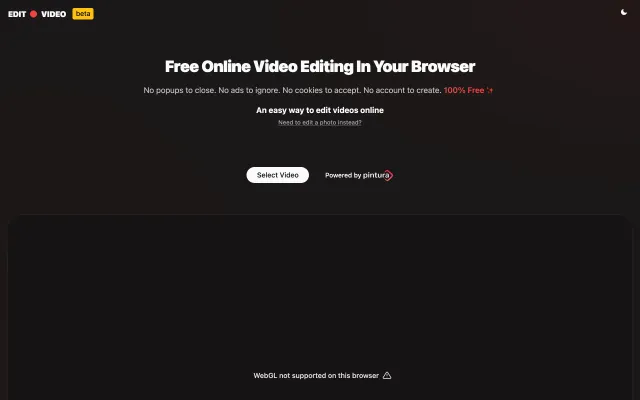 EDIT VIDEO beta
Free Online Video Editing In Your Browser
No popups to close. No ads to ignore. No cookies to accept. No account to create. 100% Free
An easy way to edit videos online
Need to edit a photo instead?
Select Video
Powered by pintura
WebGL not supported on this browser